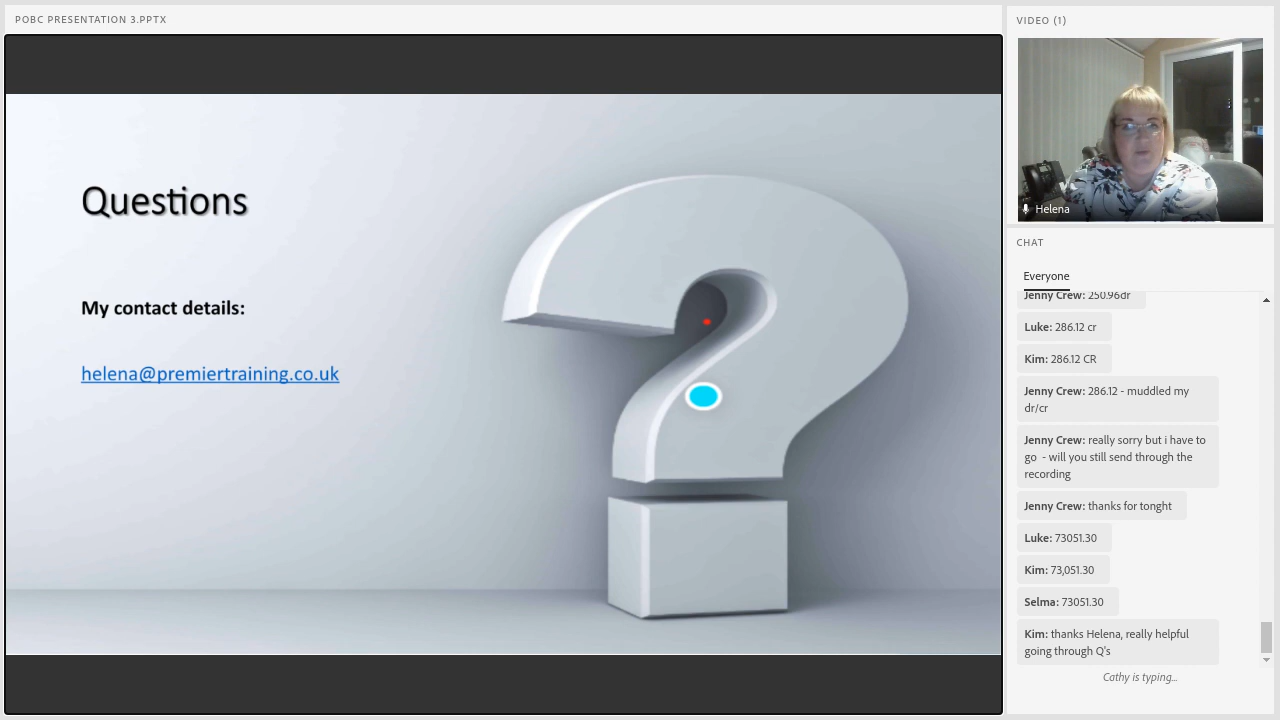 POBC PRESENTATION 3.PPTX
Questions
My contact details:
helena@premiertraining.co.uk
VIDEO (1)
Helena
CHAT
Everyone
Jenny Crew: 250.96dr
Luke: 286.12 cr
Kim: 286.12 CR
Jenny Crew: 286.12 - muddled my
dr/cr
Jenny Crew: really sorry but i have to
go - will you still send through the
recording
Jenny Crew: thanks for tonght
Luke: 73051.30
Kim: 73,051.30
Selma: 73051.30
Kim: thanks Helena, really helpful
going through Q's
Cathy is typing...